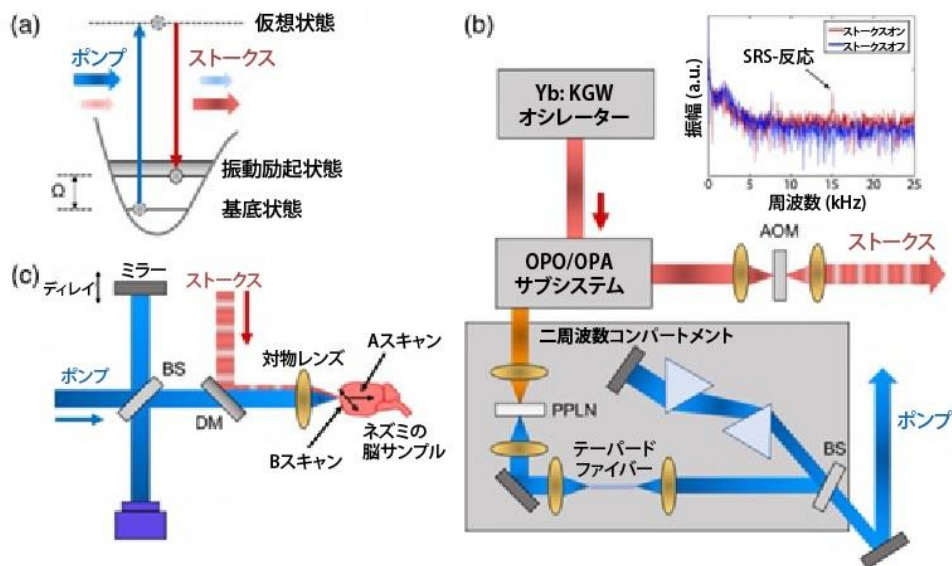 (a)
仮想状態
ポンプ
ストークス
振動励起状態
Ω
基底状態
(b)
Yb: KGW
オシレーター
振幅 (a.u.)
SRS-反応
ストークスオン
ストークスオフ
0
5
10
15
20
25
周波数 (kHz)
OPO/OPA
サブシステム
AOM
ストークス
二周波数コンパートメント
PPLN
テーパード
ファイバー
BS
ポンプ
(c)
ミラー
ディレイ
ストークス
ポンプ
BS
DM
対物レンズ
Aスキャン
Bスキャン
ネズミの
脳サンプル